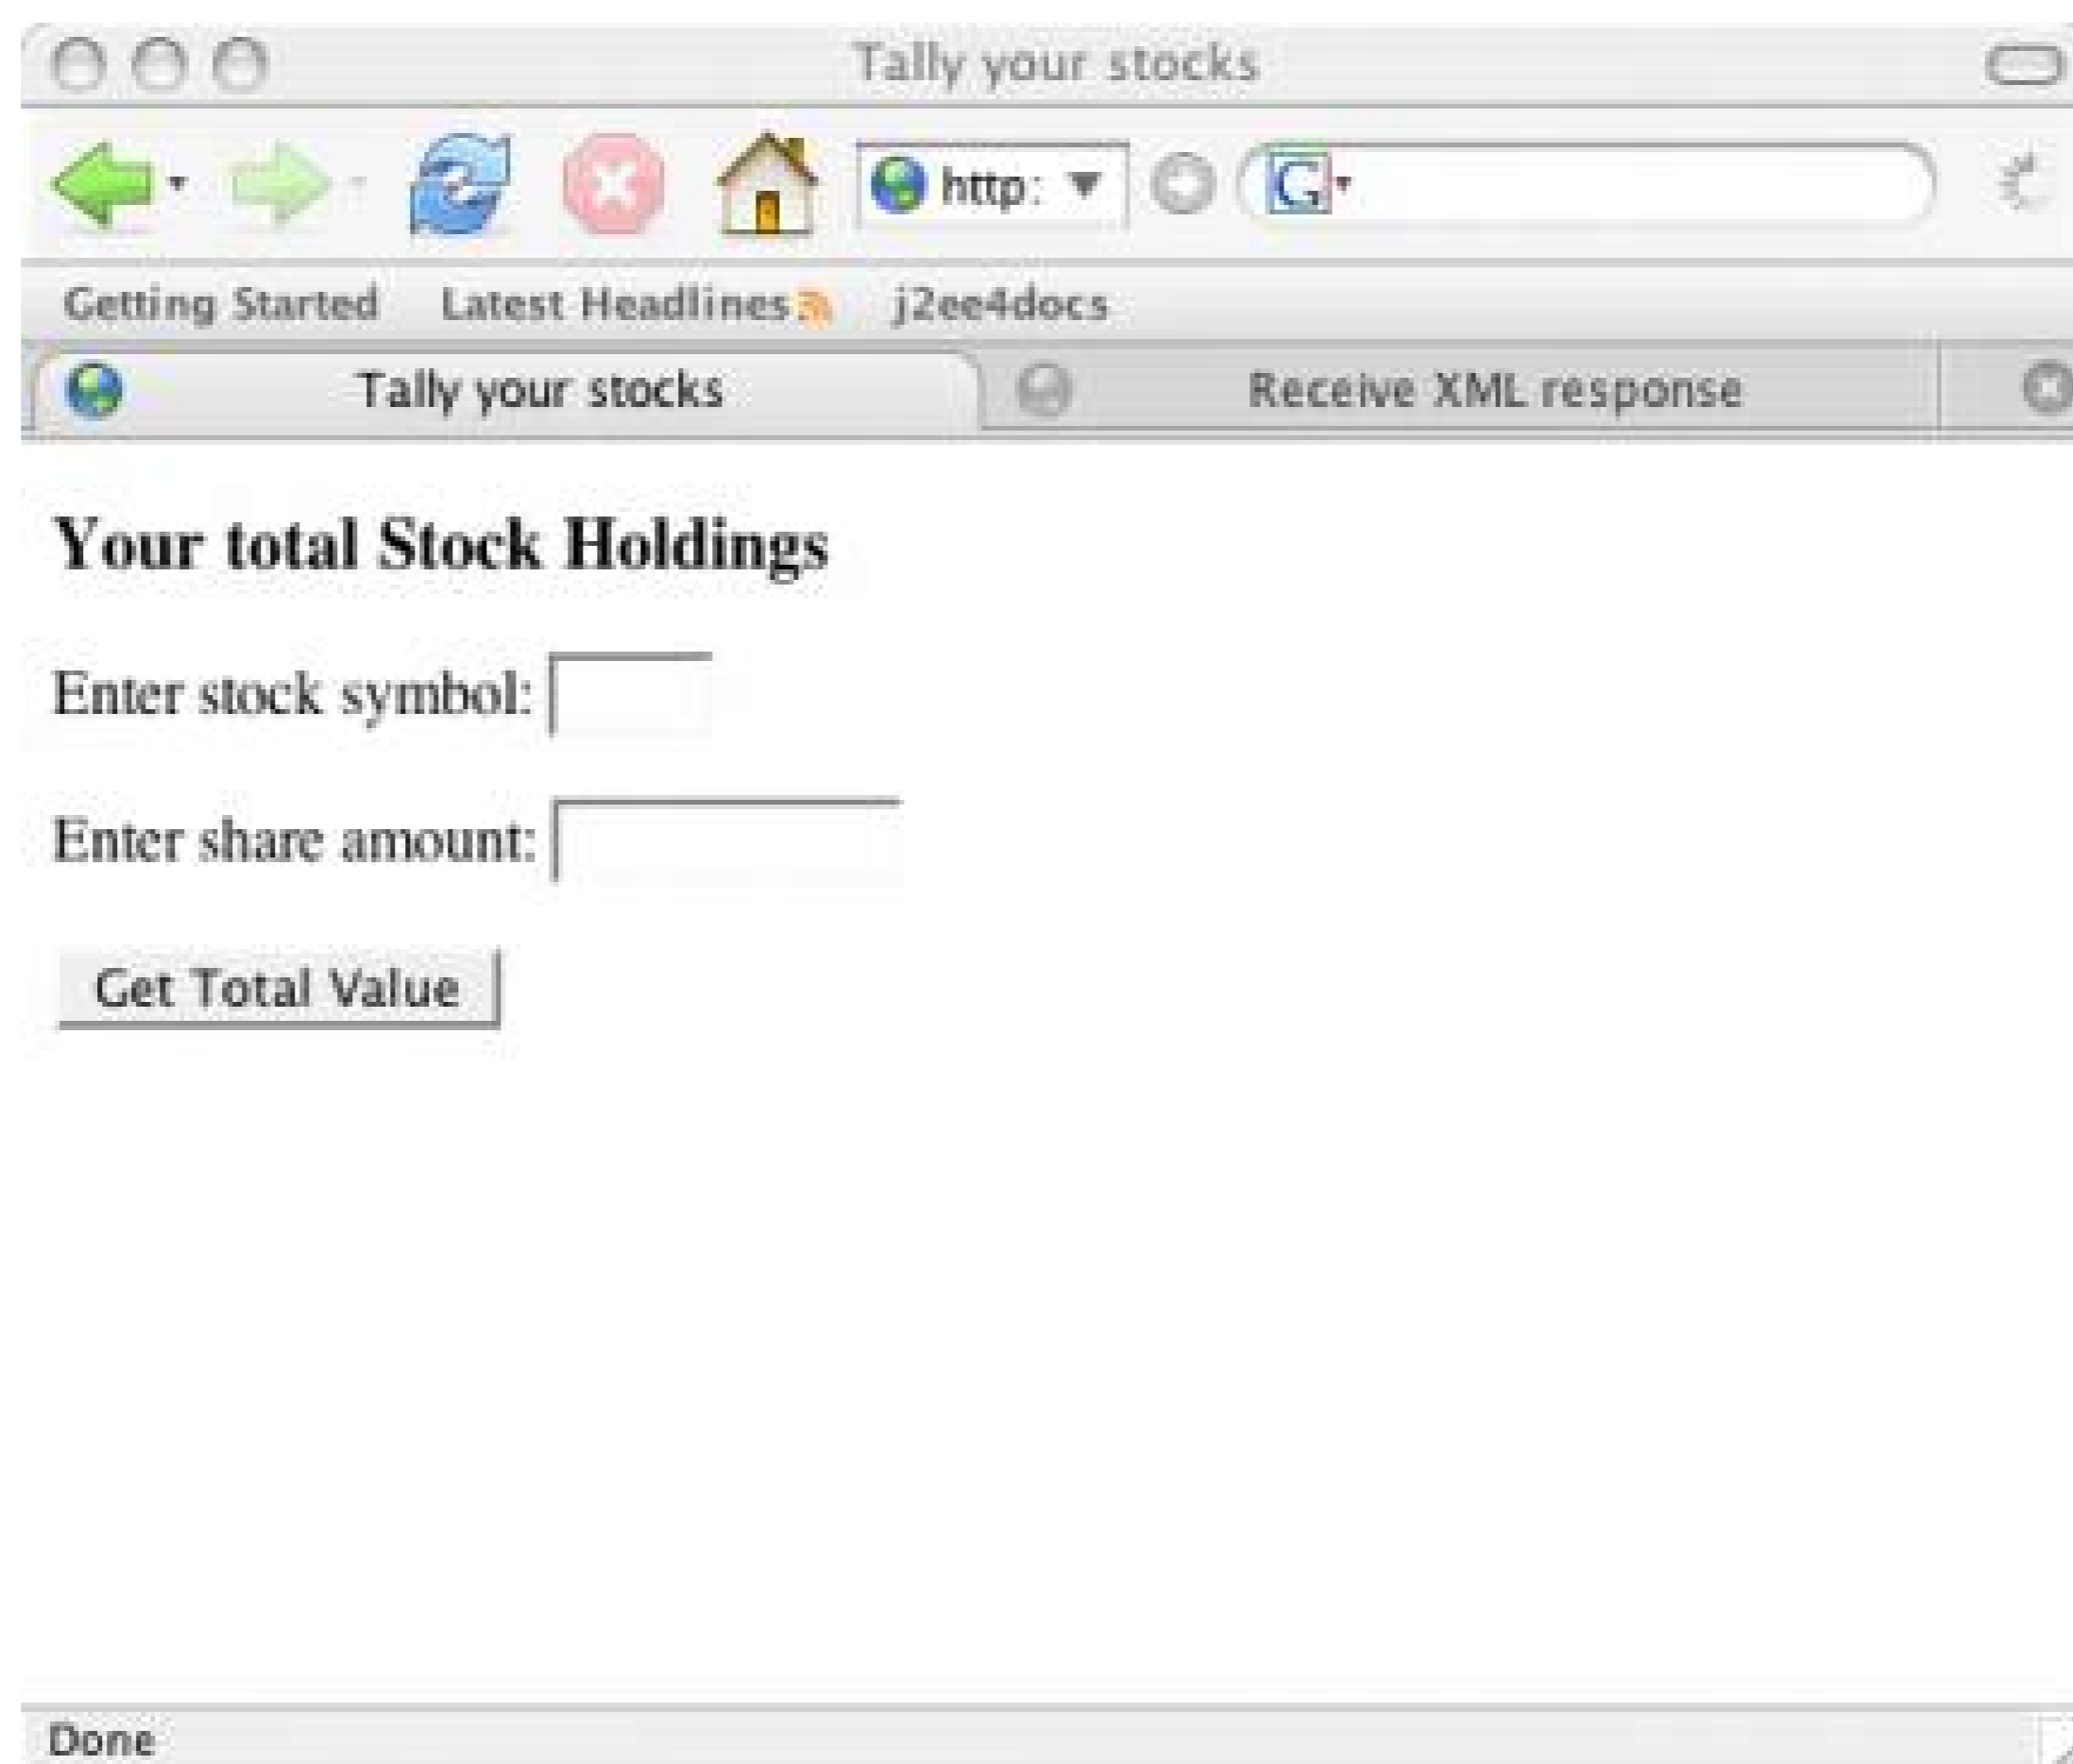 Tally your stocks
http:
G
Getting Started Latest Headlines j2ee4docs
Tally your stocks Receive XML response
Your total Stock Holdings
Enter stock symbol:
Enter share amount:
Get Total Value
Done